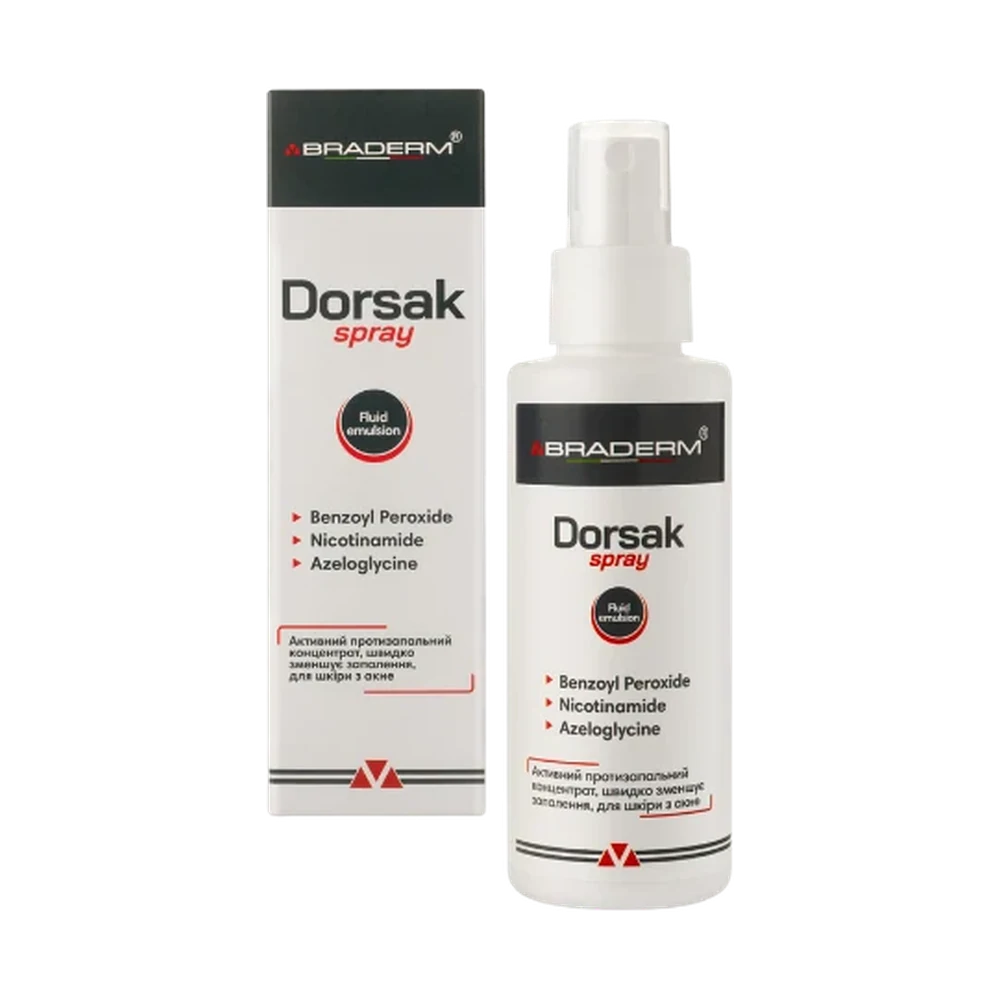 BRADERM®
Dorsak
spray
Fluid
emulsion
Benzoyl Peroxide
Nicotinamide
Azeloglycine
Активний протизапальний
концентрат, швидко
зменшує запалення,
для шкіри з акне
BRADERM®
Dorsak
spray
Fluid
emulsion
Benzoyl Peroxide
Nicotinamide
Azeloglycine
Активний протизапальний
концентрат, швидко зменшує
запалення, для шкіри з акне